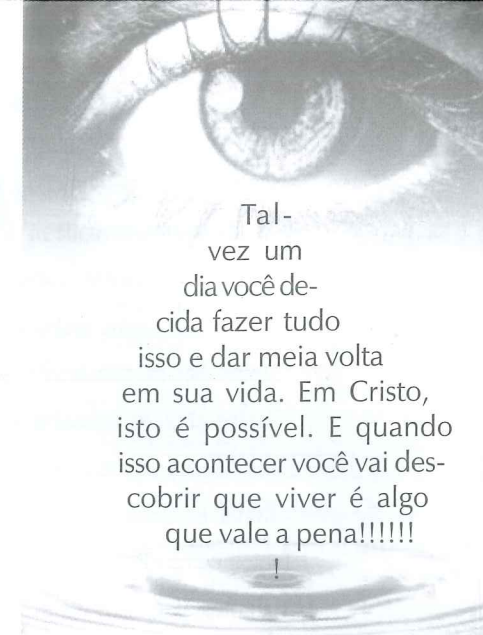 Tal-
vez um
dia você de-
cida fazer tudo
isso e dar meia volta
em sua vida. Em Cristo,
isto é possível. E quando
isso acontecer você vai des-
cobrir que viver é algo
que vale a pena!!!!!!
!